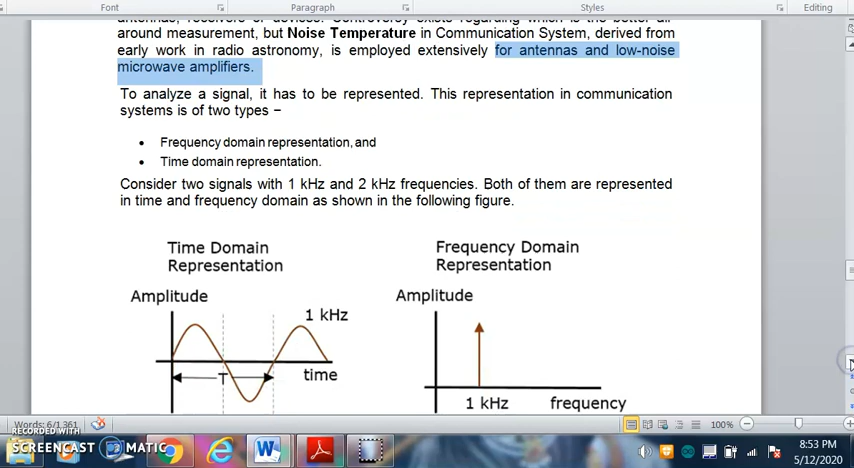 Font
Paragraph
Styles
Editing
around measurement, but Noise Temperature in Communication System, derived from
early work in radio astronomy, is employed extensively for antennas and low-noise
microwave amplifiers.
To analyze a signal, it has to be represented. This representation in communication
systems is of two types −
• Frequency domain representation, and
• Time domain representation.
Consider two signals with 1 kHz and 2 kHz frequencies. Both of them are represented
in time and frequency domain as shown in the following figure.
Time Domain
Representation
Amplitude
1 kHz
T
time
Frequency Domain
Representation
Amplitude
1 kHz
frequency
Words: 6/1,361
100%
RECORDED WITH
SCREENCAST MATIC
8:53 PM
5/12/2020